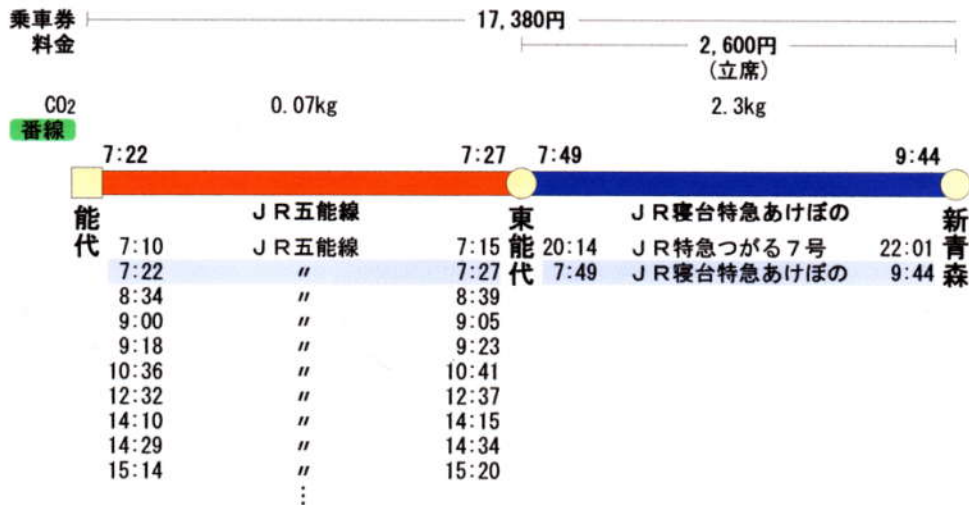 乗車券 17,380円
料金 2,600円
(立席)
CO2 0.07kg 2.3kg
番線
7:22 7:27 7:49 9:44
能代 JR五能線 東能代 JR寝台特急あけぼの 新青森
7:10 JR五能線 7:15 20:14 JR特急つがる7号 22:01
7:22 〃 7:27 7:49 JR寝台特急あけぼの 9:44
8:34 〃 8:39
9:00 〃 9:05
9:18 〃 9:23
10:36 〃 10:41
12:32 〃 12:37
14:10 〃 14:15
14:29 〃 14:34
15:14 〃 15:20
⋮